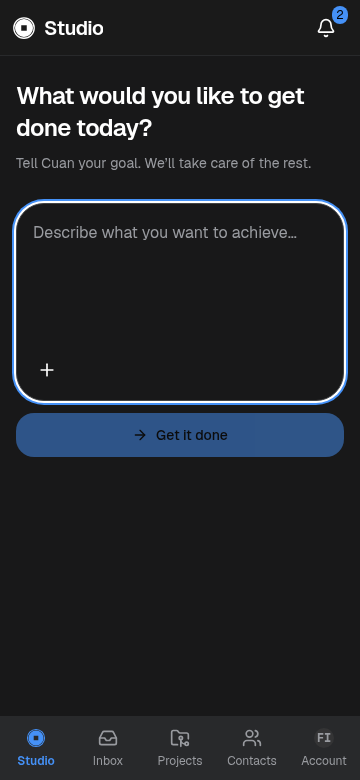 Studio
2
What would you like to get
done today?
Tell Cuan your goal. We'll take care of the rest.
Describe what you want to achieve...
Get it done
Studio
Inbox
Projects
Contacts
FI
Account